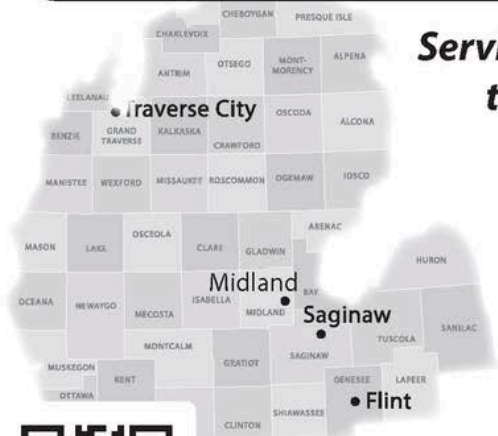 CHEBOYGAN
PRESQUE ISLE
CHARLEVOIX
Servi
ANTRIM
OTSEGO
MONT-
MORENCY
ALPENA
t
LEELANAU
Traverse City
BENZIE
GRAND
TRAVERSE
KALKASKA
CRAWFORD
OSCODA
ALCONA
MANISTEE
WEXFORD
MISSAUKEE
ROSCOMMON
OGEMAW
IOSCO
ARENAC
MASON
LAKE
OSCEOLA
CLARE
GLADWIN
HURON
Midland
BAY
OCEANA
NEWAYGO
MECOSTA
ISABELLA
MIDLAND
Saginaw
TUSCOLA
SANILAC
MONTCALM
GRATIOT
SAGINAW
MUSKEGON
KENT
GENESEE
LAPEER
OTTAWA
Flint
CLINTON
SHIAWASSEE